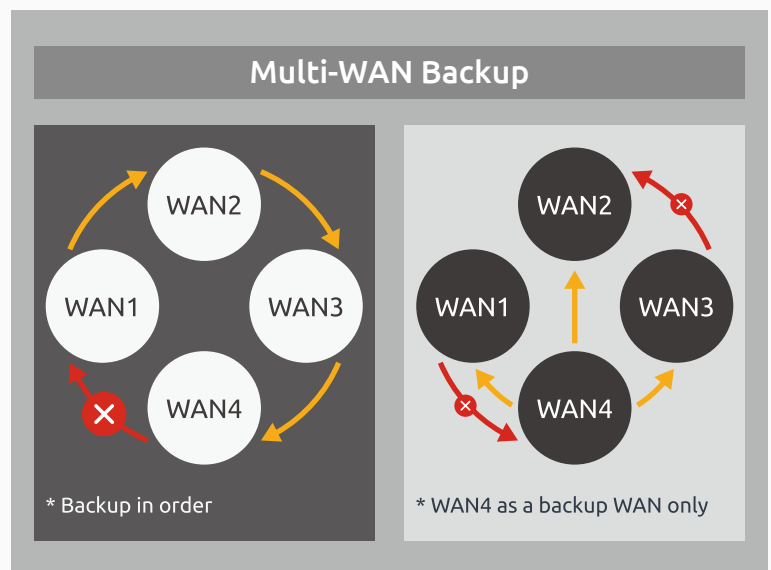 Multi-WAN Backup
WAN2
WAN1
WAN3
WAN4
* Backup in order
WAN2
WAN1
WAN3
WAN4
* WAN4 as a backup WAN only